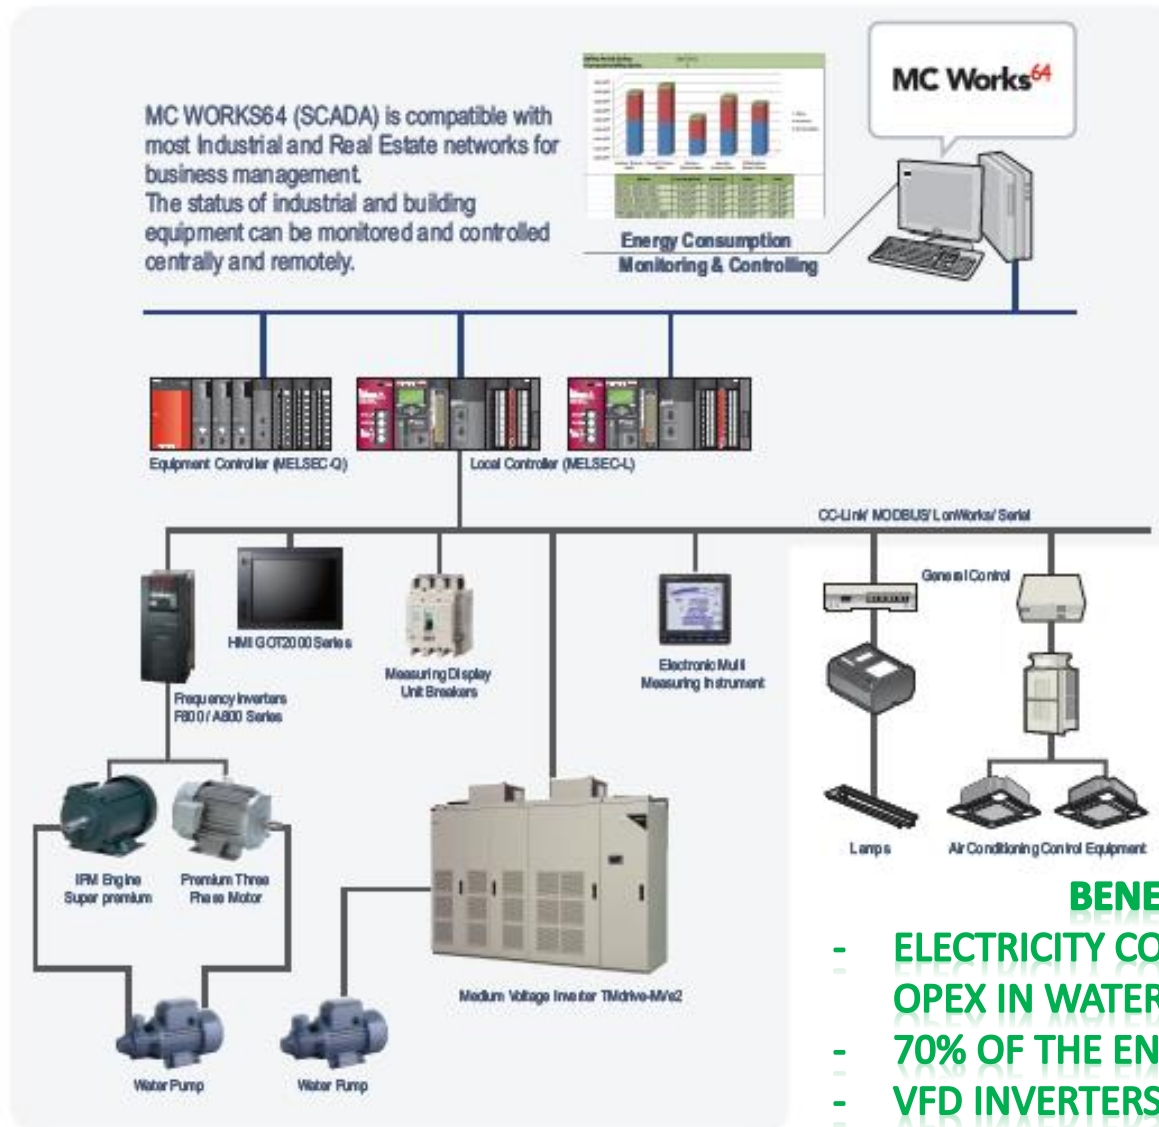 MC WORKS64 (SCADA) is compatible with
most Industrial and Real Estate networks for
business management.
The status of industrial and building
equipment can be monitored and controlled
centrally and remotely.
MC Works64
Energy Consumption
Monitoring & Controlling
Equipment Controller (MELSEC-Q)
Local Controller (MELSEC-L)
CC-Link/ MODBUS/ LonWorks/ Serial
General Control
HMI GOT2000 Series
Measuring Display
Unit Breakers
Electronic Multi
Measuring Instrument
Frequency Inverters
F800 / A800 Series
Lamps
Air Conditioning Control Equipment
IPM Engine
Super premium
Premium Three
Phase Motor
Medium Voltage Inverter TMdrive-MVe2
Water Pump
Water Pump
BENE
- ELECTRICITY CO
OPEX IN WATER
- 70% OF THE EN
- VFD INVERTERS